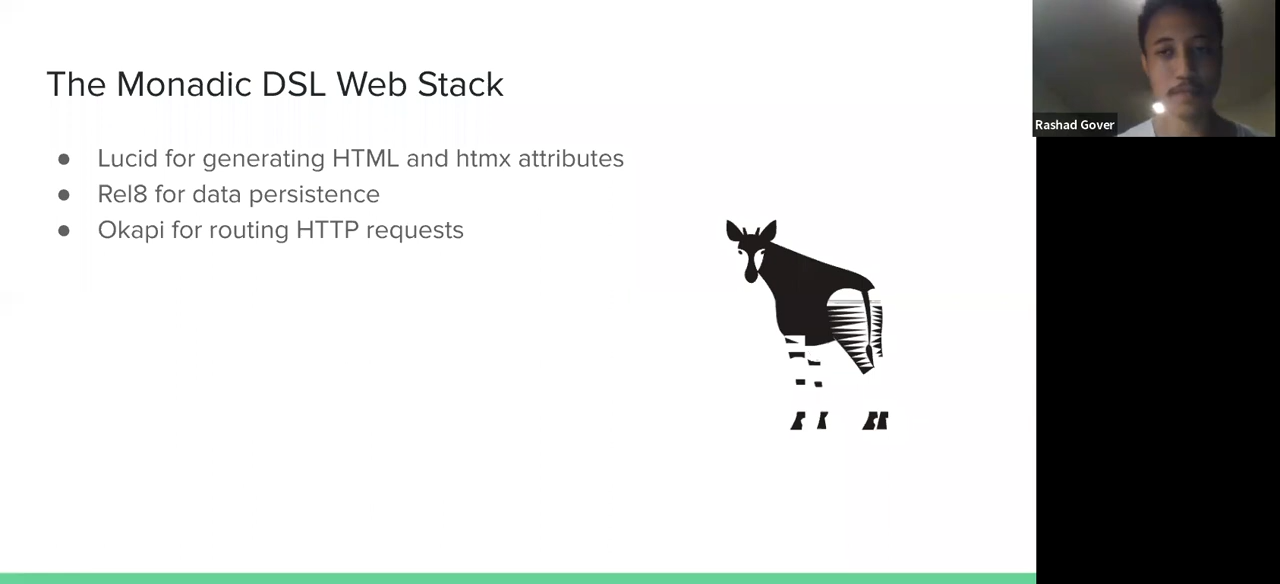 The Monadic DSL Web Stack
● Lucid for generating HTML and htmx attributes
● Rel8 for data persistence
● Okapi for routing HTTP requests
Rashad Gover